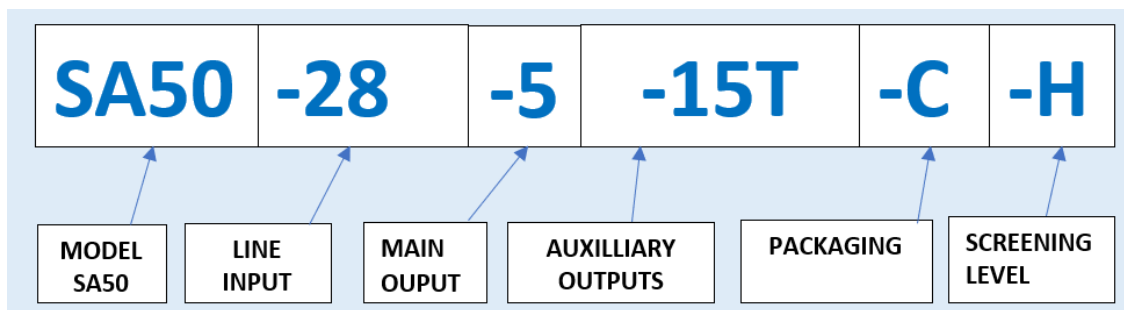 SA50 -28 -5 -15T -C -H
MODEL
SA50
LINE
INPUT
MAIN
OUPUT
AUXILLIARY
OUTPUTS
PACKAGING
SCREENING
LEVEL